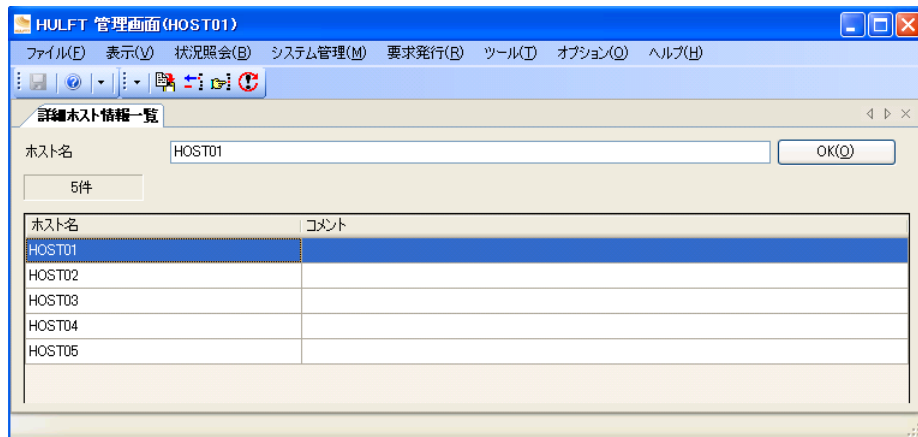 HULFT 管理画面(HOST01)
ファイル(F) 表示(V) 状況照会(B) システム管理(M) 要求発行(R) ツール(T) オプション(O) ヘルプ(H)
詳細ホスト情報一覧
ホスト名 HOST01 OK(O)
5件
ホスト名 コメント
HOST01
HOST02
HOST03
HOST04
HOST05